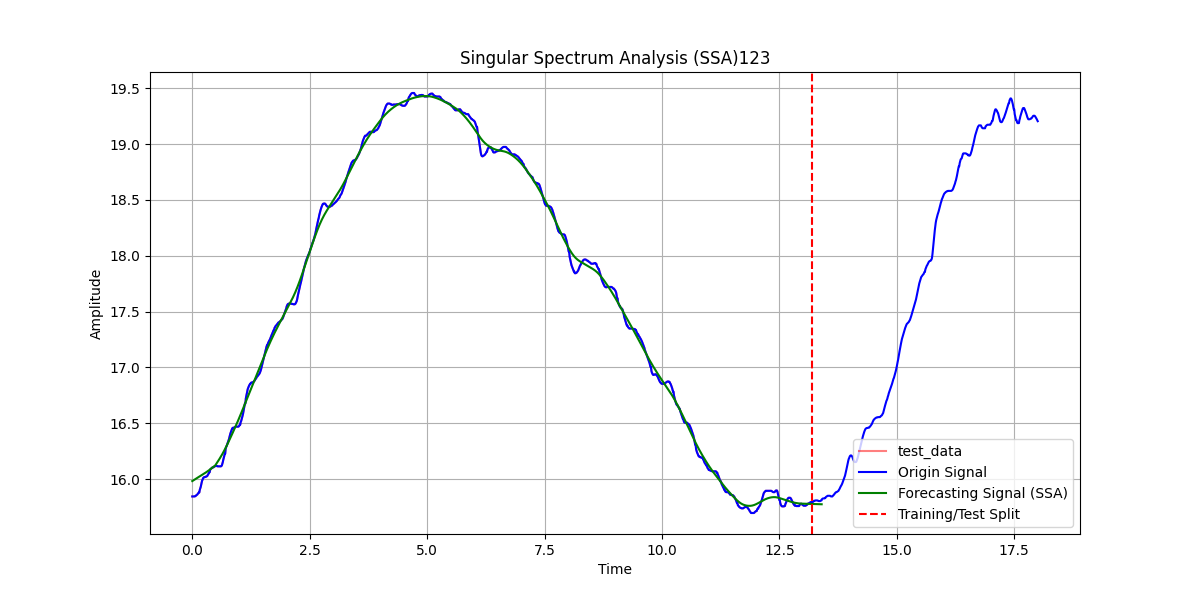 Singular Spectrum Analysis (SSA)123
Amplitude
19.5
19.0
18.5
18.0
17.5
17.0
16.5
16.0
test_data
Origin Signal
Forecasting Signal (SSA)
Training/Test Split
0.0 2.5 5.0 7.5 10.0 12.5 15.0 17.5
Time